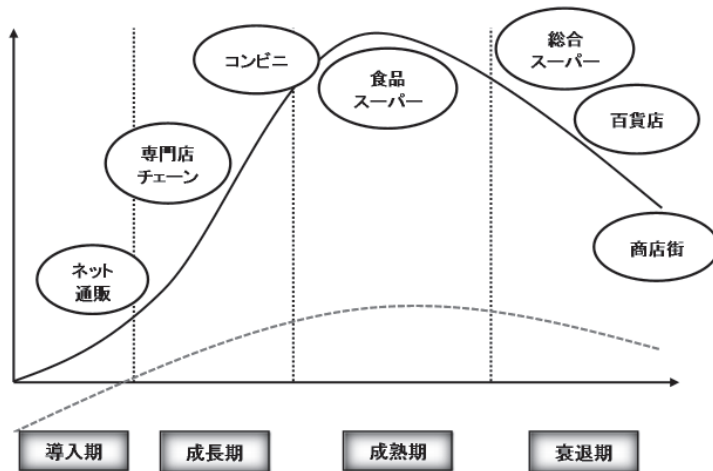 総合
スーパー
コンビニ
食品
スーパー
百貨店
専門店
チェーン
商店街
ネット
通販
導入期
成長期
成熟期
衰退期